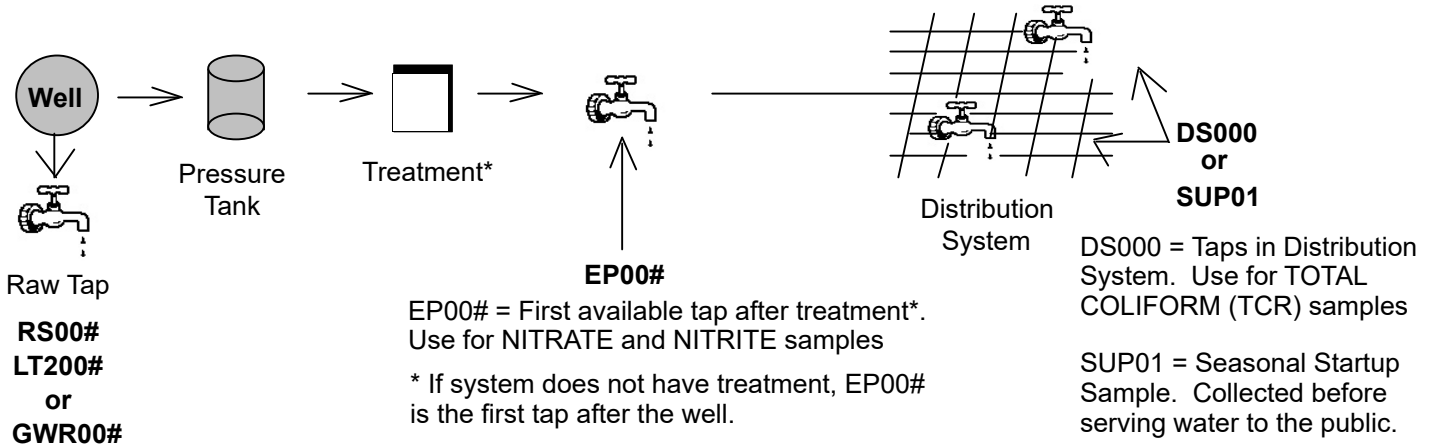 Well
Pressure
Tank
Treatment*
Raw Tap
RS00#
LT200#
or
GWR00#
EP00#
EP00# = First available tap after treatment*.
Use for NITRATE and NITRITE samples
* If system does not have treatment, EP00#
is the first tap after the well.
Distribution
System
DS000
or
SUP01
DS000 = Taps in Distribution
System. Use for TOTAL
COLIFORM (TCR) samples
SUP01 = Seasonal Startup
Sample. Collected before
serving water to the public.